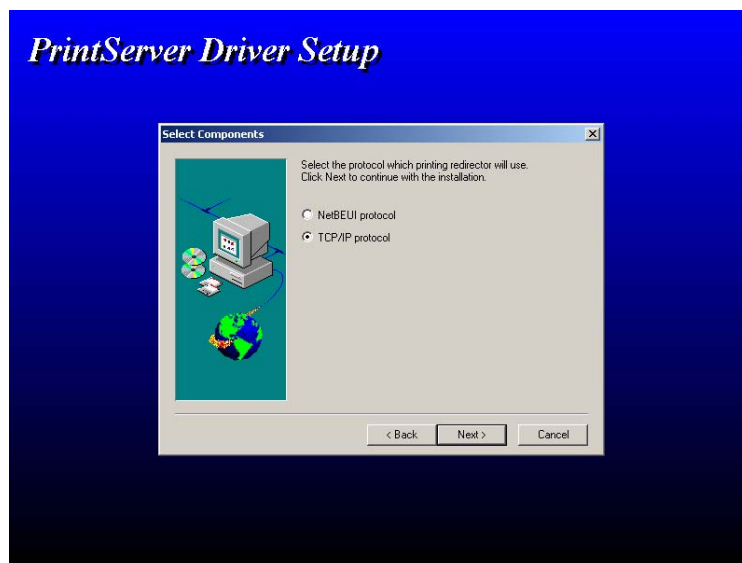 PrintServer Driver Setup
Select Components
Select the protocol which printing redirector will use.
Click Next to continue with the installation.
NetBEUI protocol
TCP/IP protocol
< Back Next > Cancel